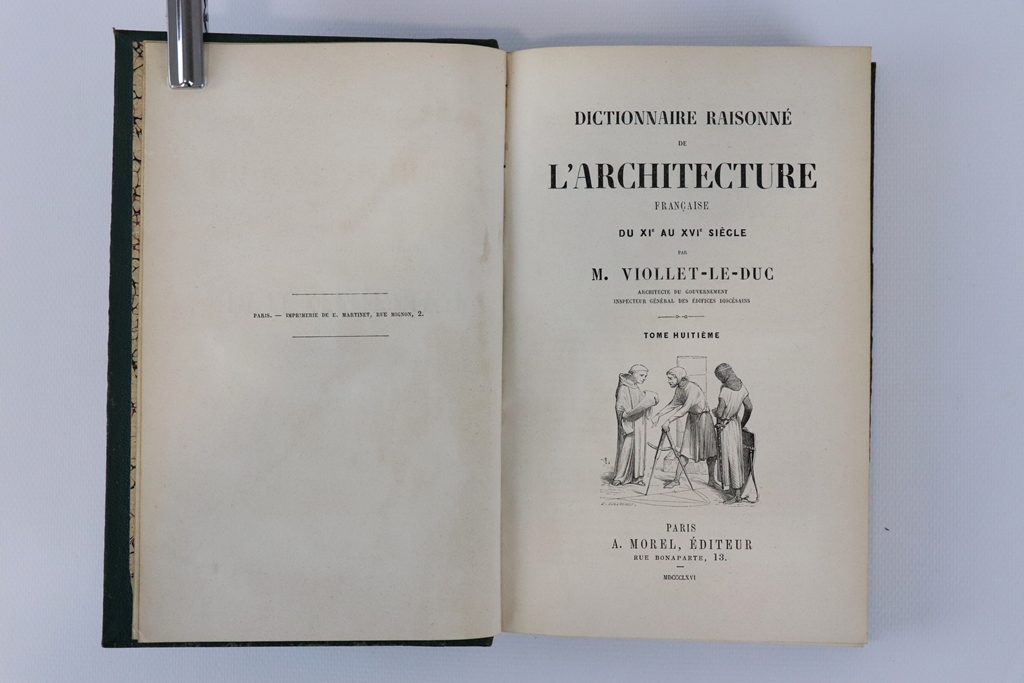 PARIS. — IMPRIMERIE DE E. MARTINET, RUE MIGNON, 2.
DICTIONNAIRE RAISONNÉ
DE
L'ARCHITECTURE
FRANÇAISE
DU XIe AU XVIe SIÈCLE
PAR
M. VIOLLET-LE-DUC
ARCHITECTE DU GOUVERNEMENT
INSPECTEUR GÉNÉRAL DES ÉDIFICES DIOCÉSAINS
TOME HUITIÈME
PARIS
A. MOREL, ÉDITEUR
RUE BONAPARTE, 13.
MDCCCLXVI